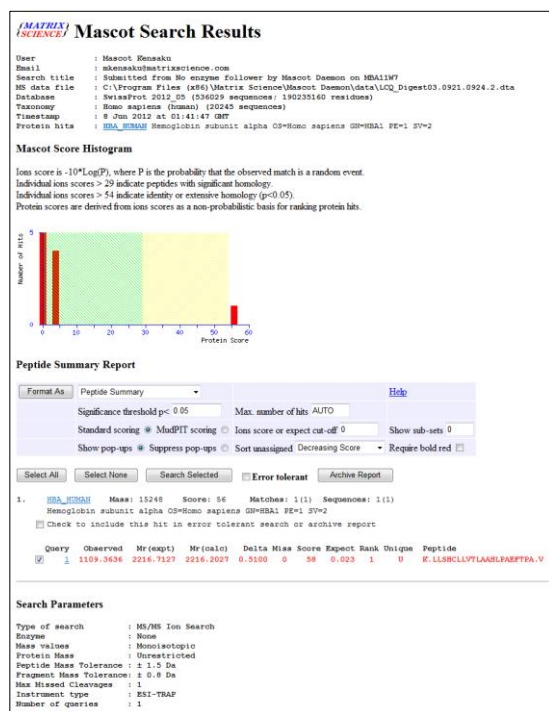 {MATRIX SCIENCE} Mascot Search Results
User : Mascot Kensaku
Email : mkensaku@matrixscience.com
Search title : Submitted from No enzyme follower by Mascot Daemon on MBA11W7
MS data file : C:\Program Files (x86)\Matrix Science\Mascot Daemon\data\LCQ_Digest03.0921.0924.2.dta
Database : SwissProt 2012_05 (536029 sequences; 190235160 residues)
Taxonomy : Homo sapiens (human) (20245 sequences)
Timestamp : 8 Jun 2012 at 01:41:47 GMT
Protein hits : HBA_HUMAN Hemoglobin subunit alpha OS=Homo sapiens GN=HBA1 PE=1 SV=2
Mascot Score Histogram
Ions score is -10*Log(P), where P is the probability that the observed match is a random event.
Individual ions scores > 29 indicate peptides with significant homology.
Individual ions scores > 54 indicate identity or extensive homology (p<0.05).
Protein scores are derived from ions scores as a non-probabilistic basis for ranking protein hits.
Number of Hits
5
0
0 10 20 30 40 50 60
Protein Score
Peptide Summary Report
Format As Peptide Summary Help
Significance threshold p< 0.05 Max. number of hits AUTO
Standard scoring MudPIT scoring Ions score or expect cut-off 0 Show sub-sets 0
Show pop-ups Suppress pop-ups Sort unassigned Decreasing Score Require bold red
Select All Select None Search Selected Error tolerant Archive Report
1. HBA_HUMAN Mass: 15248 Score: 56 Matches: 1(1) Sequences: 1(1)
Hemoglobin subunit alpha OS=Homo sapiens GN=HBA1 PE=1 SV=2
Check to include this hit in error tolerant search or archive report
Query Observed Mr(expt) Mr(calc) Delta Miss Score Expect Rank Unique Peptide
1 1109.3636 2216.7127 2216.2027 0.5100 0 58 0.023 1 U K.LLSHCLLVTLAAHLPAEFTPA.V
Search Parameters
Type of search : MS/MS Ion Search
Enzyme : None
Mass values : Monoisotopic
Protein Mass : Unrestricted
Peptide Mass Tolerance : ± 1.5 Da
Fragment Mass Tolerance: ± 0.8 Da
Max Missed Cleavages : 1
Instrument type : ESI-TRAP
Number of queries : 1